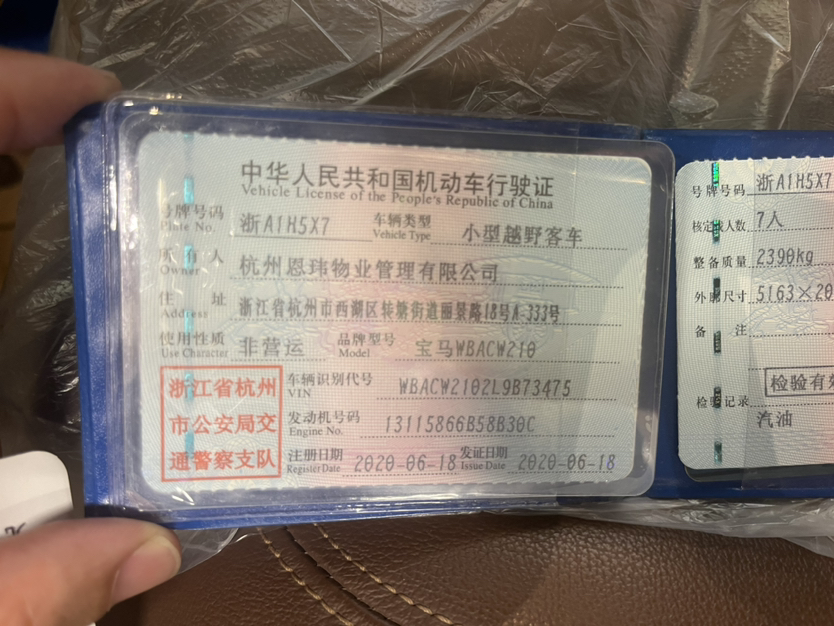 中华人民共和国机动车行驶证
Vehicle License of the People's Republic of China
号牌号码 浙A1H5X7 车辆类型 小型越野客车
Plate No. Vehicle Type
所有人 杭州恩玮物业管理有限公司
Owner
住址 浙江省杭州市西湖区转塘街道丽景路18号A-333号
Address
使用性质 非营运 品牌型号 宝马WBACW210
Use Character Model
浙江省杭州
市公安局交
通警察支队
车辆识别代号 WBACW2102L9B73475
VIN
发动机号码 13115866B58B30C
Engine No.
注册日期 2020-06-18 发证日期 2020-06-18
Register Date Issue Date
号牌号码 浙A1H5X7
核定载人数 7人
整备质量 2390kg
外廓尺寸 5163×20
备注
检验有效
检验记录
汽油